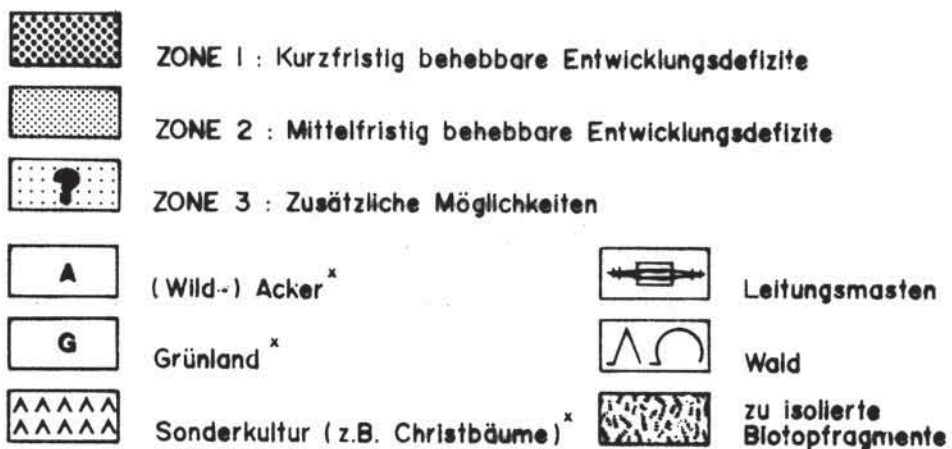 ZONE 1 : Kurzfristig behebbare Entwicklungsdefizite
ZONE 2 : Mittelfristig behebbare Entwicklungsdefizite
ZONE 3 : Zusätzliche Möglichkeiten
A (Wild-) Acker x
G Grünland x
Sonderkultur (z.B. Christbäume) x
Leitungsmasten
Wald
zu isolierte
Biotopfragmente